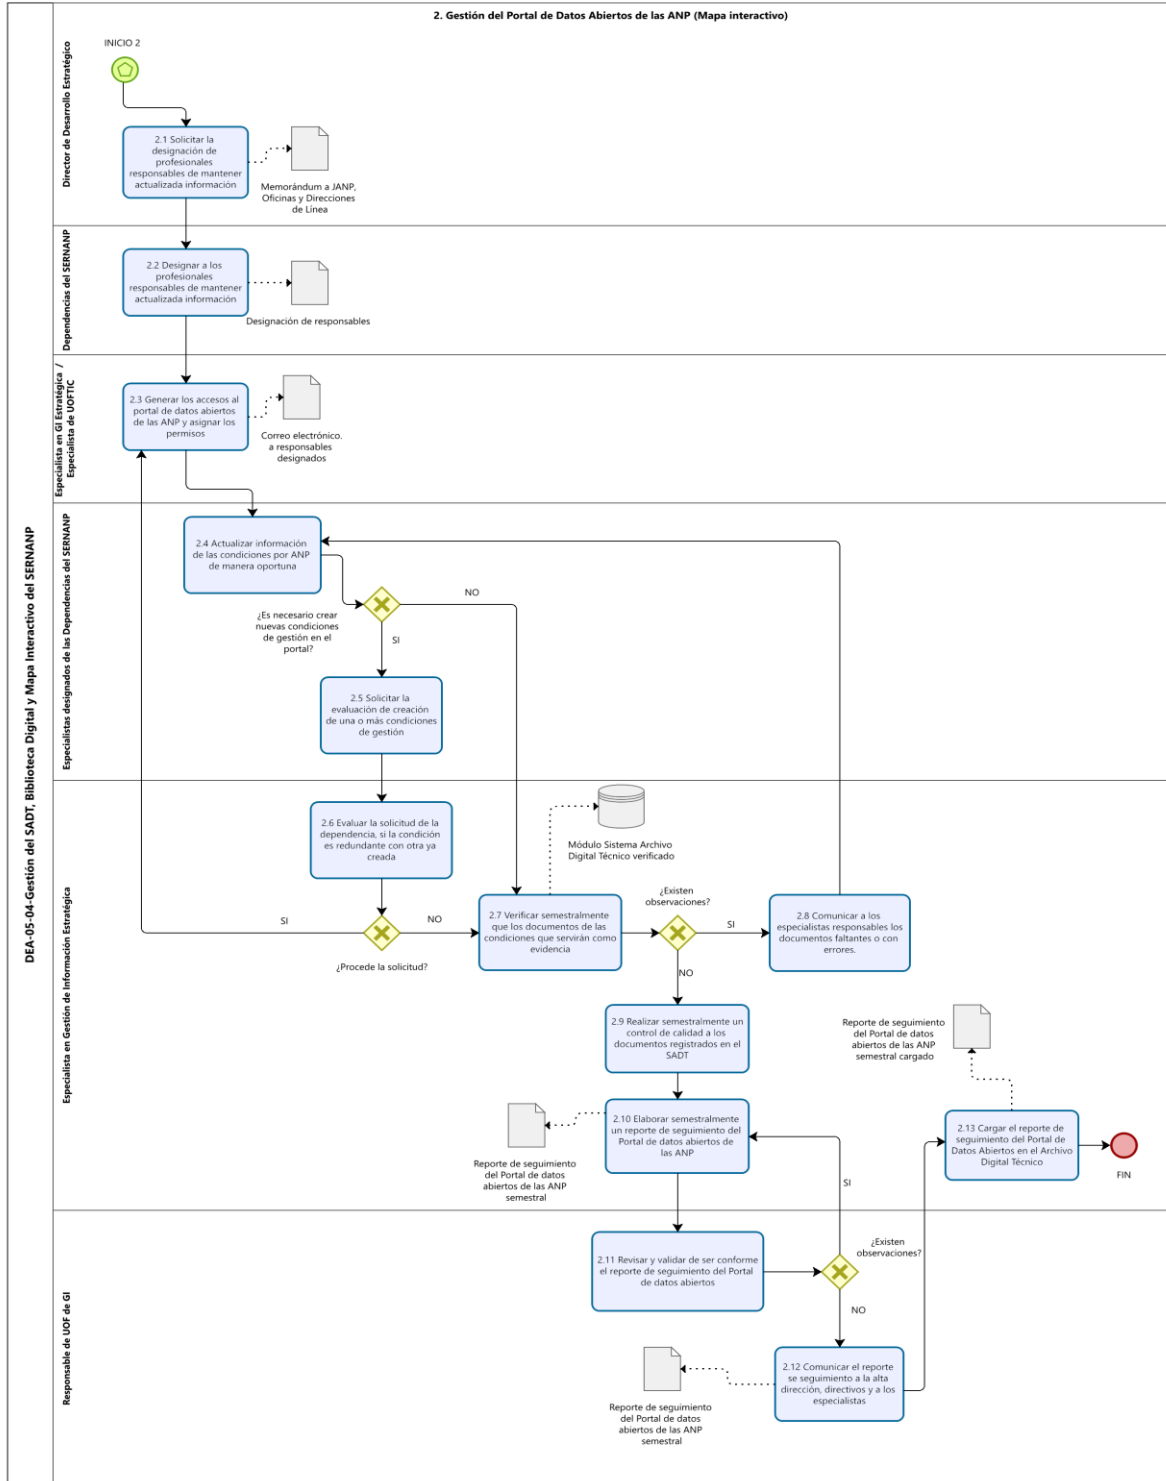 2. Gestión del Portal de Datos Abiertos de las ANP (Mapa interactivo)
DEA-05-04-Gestión del SADT, Biblioteca Digital y Mapa Interactivo del SERNANP
Director de Desarrollo Estratégico
INICIO 2
2.1 Solicitar la
designación de
profesionales
responsables de mantener
actualizada información
Memorándum a JANP,
Oficinas y Direcciones
de Línea
Dependencias del SERNANP
2.2 Designar a los
profesionales
responsables de mantener
actualizada información
Designación de responsables
Especialista en GI Estratégica /
Especialista de UOFTIC
2.3 Generar los accesos al
portal de datos abiertos
de las ANP y asignar los
permisos
Correo electrónico.
a responsables
designados
Especialistas designados de las Dependencias del SERNANP
2.4 Actualizar información
de las condiciones por ANP
de manera oportuna
¿Es necesario crear
nuevas condiciones
de gestión en el
portal?
NO
SI
2.5 Solicitar la
evaluación de creación
de una o más condiciones
de gestión
Especialista en Gestión de Información Estratégica
2.6 Evaluar la solicitud de la
dependencia, si la condición
es redundante con otra ya
creada
Módulo Sistema Archivo
Digital Técnico verificado
SI
¿Procede la solicitud?
NO
2.7 Verificar semestralmente
que los documentos de las
condiciones que servirán como
evidencia
¿Existen
observaciones?
SI
NO
2.8 Comunicar a los
especialistas responsables los
documentos faltantes o con
errores.
2.9 Realizar semestralmente un
control de calidad a los
documentos registrados en el
SADT
Reporte de seguimiento
del Portal de datos
abiertos de las ANP
semestral cargado
2.10 Elaborar semestralmente
un reporte de seguimiento del
Portal de datos abiertos de
las ANP
Reporte de seguimiento
del Portal de datos
abiertos de las ANP
semestral
2.13 Cargar el reporte de
seguimiento del Portal de
Datos Abiertos en el Archivo
Digital Técnico
FIN
SI
Responsable de UOF de GI
2.11 Revisar y validar de ser conforme
el reporte de seguimiento del Portal
de datos abiertos
¿Existen
observaciones?
NO
2.12 Comunicar el reporte
se seguimiento a la alta
dirección, directivos y a los
especialistas
Reporte de seguimiento
del Portal de datos
abiertos de las ANP
semestral